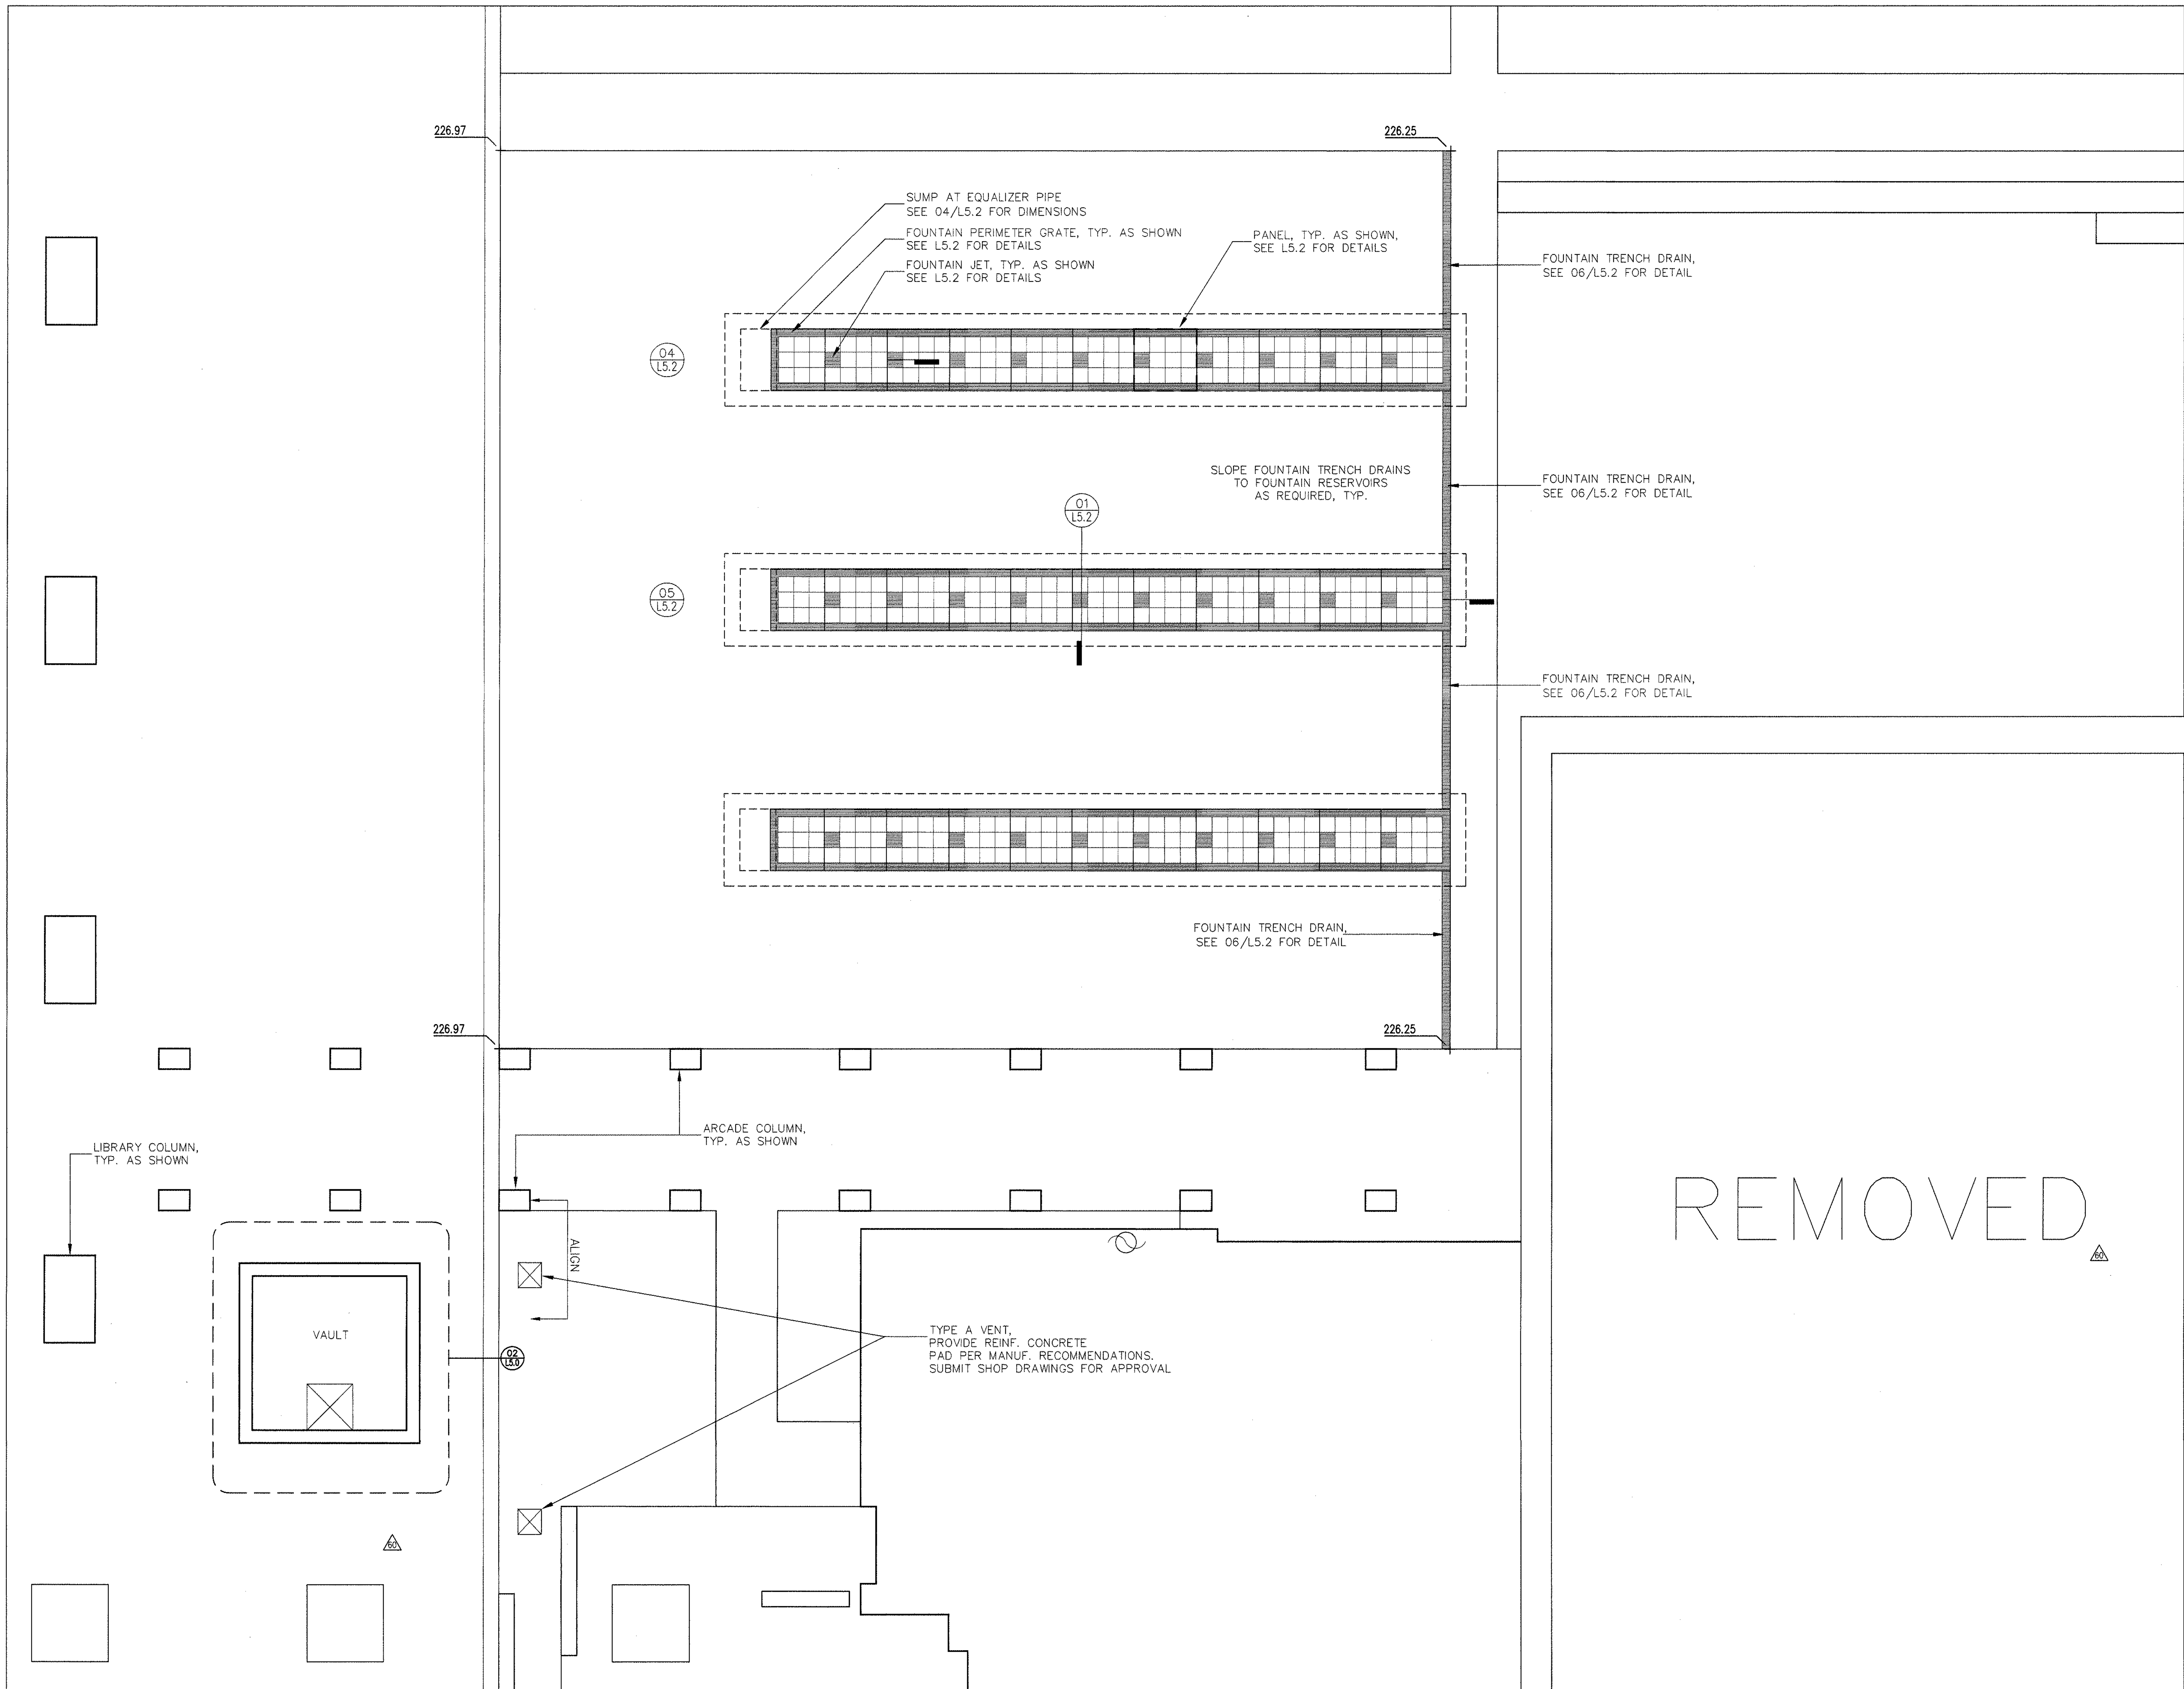 226.97
226.25
SUMP AT EQUALIZER PIPE
SEE 04/L5.2 FOR DIMENSIONS
FOUNTAIN PERIMETER GRATE, TYP. AS SHOWN
SEE L5.2 FOR DETAILS
FOUNTAIN JET, TYP. AS SHOWN
SEE L5.2 FOR DETAILS
PANEL, TYP. AS SHOWN,
SEE L5.2 FOR DETAILS
FOUNTAIN TRENCH DRAIN,
SEE 06/L5.2 FOR DETAIL
04
L5.2
SLOPE FOUNTAIN TRENCH DRAINS
TO FOUNTAIN RESERVOIRS
AS REQUIRED, TYP.
FOUNTAIN TRENCH DRAIN,
SEE 06/L5.2 FOR DETAIL
01
L5.2
05
L5.2
FOUNTAIN TRENCH DRAIN,
SEE 06/L5.2 FOR DETAIL
FOUNTAIN TRENCH DRAIN,
SEE 06/L5.2 FOR DETAIL
226.97
226.25
ARCADE COLUMN,
TYP. AS SHOWN
LIBRARY COLUMN,
TYP. AS SHOWN
REMOVED
60
ALIGN
VAULT
02
L5.0
TYPE A VENT,
PROVIDE REINF. CONCRETE
PAD PER MANUF. RECOMMENDATIONS.
SUBMIT SHOP DRAWINGS FOR APPROVAL
60